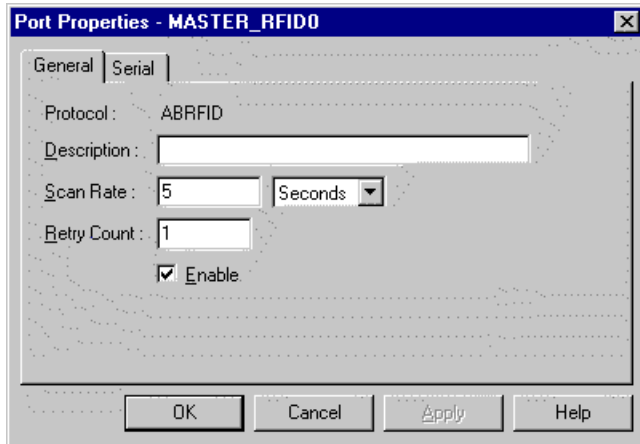 Port Properties - MASTER_RFID0
General Serial
Protocol : ABRFID
Description :
Scan Rate : 5 Seconds
Retry Count : 1
Enable
OK Cancel Apply Help